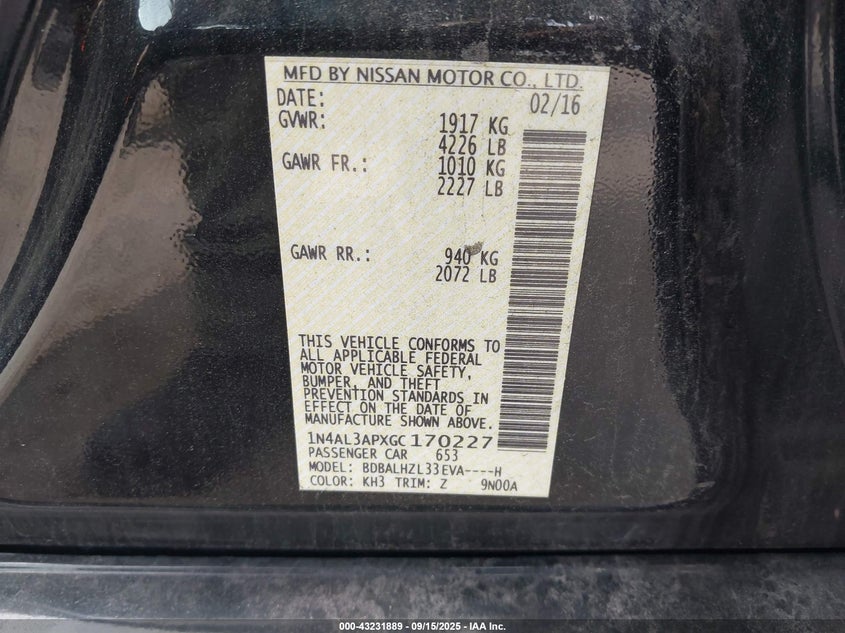 MFD BY NISSAN MOTOR CO., LTD.
DATE: 02/16
GVWR: 1917 KG
4226 LB
GAWR FR.: 1010 KG
2227 LB
GAWR RR.: 940 KG
2072 LB
THIS VEHICLE CONFORMS TO
ALL APPLICABLE FEDERAL
MOTOR VEHICLE SAFETY,
BUMPER, AND THEFT
PREVENTION STANDARDS IN
EFFECT ON THE DATE OF
MANUFACTURE SHOWN ABOVE.
1N4AL3APXGC170227
PASSENGER CAR 653
MODEL: BDBALHZL33EVA----H
COLOR: KH3 TRIM: Z 9N00A
000-43231889 - 09/15/2025 - IAA Inc.